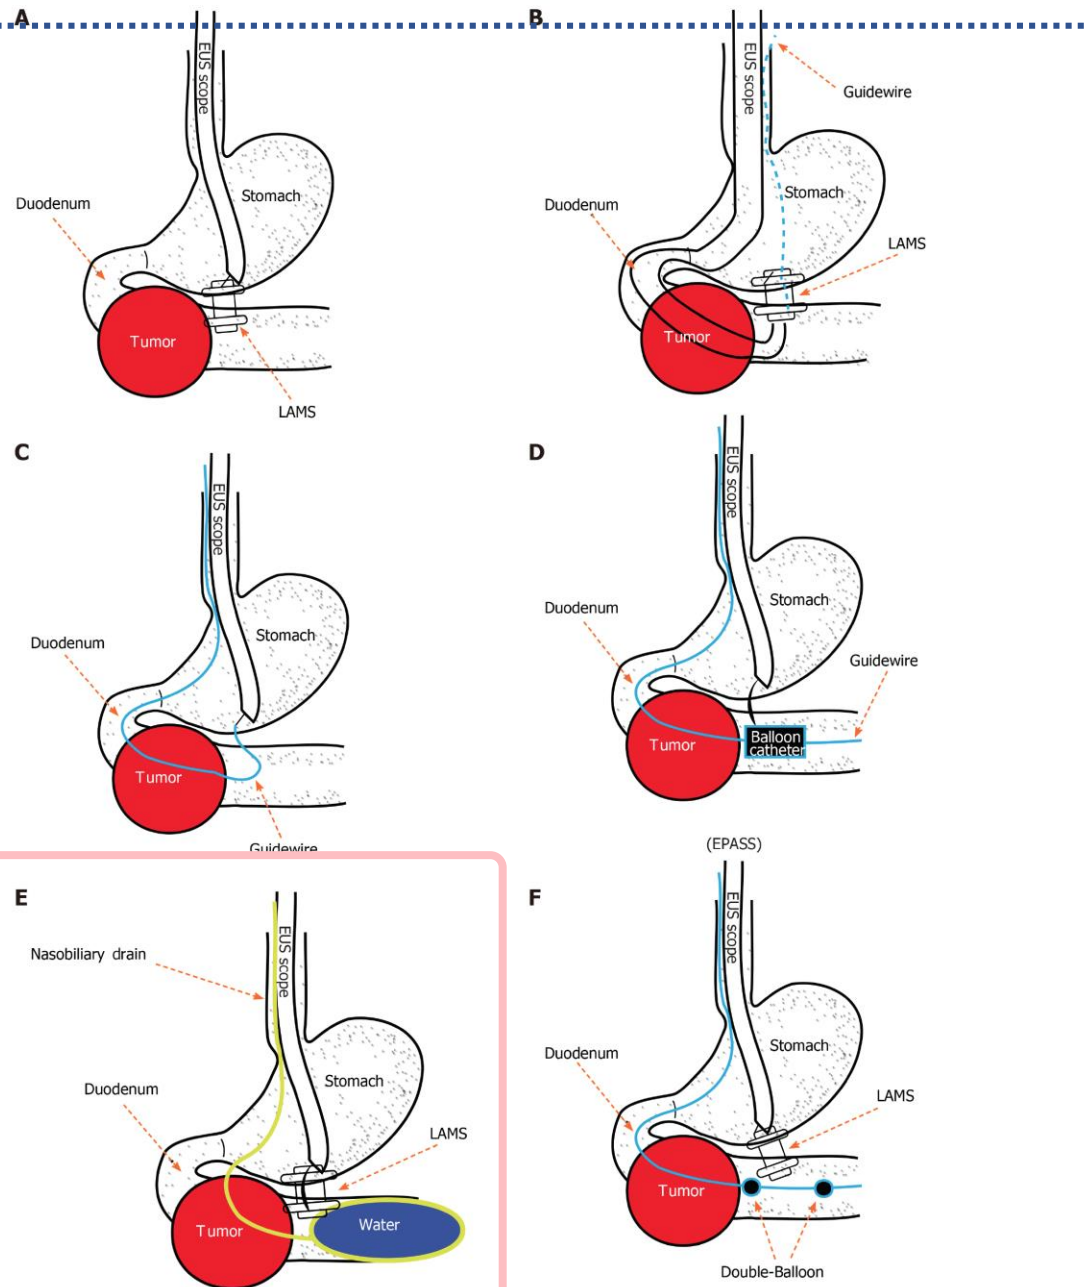 A
EUS scope
Stomach
Duodenum
Tumor
LAMS
B
EUS scope
Guidewire
Stomach
Duodenum
LAMS
Tumor
C
EUS scope
Duodenum
Stomach
Tumor
Guidewire
D
EUS scope
Stomach
Duodenum
Guidewire
Tumor
Balloon
catheter
E
EUS scope
Nasobiliary drain
Stomach
Duodenum
LAMS
Tumor
Water
(EPASS)
F
EUS scope
Stomach
Duodenum
LAMS
Tumor
Double-Balloon